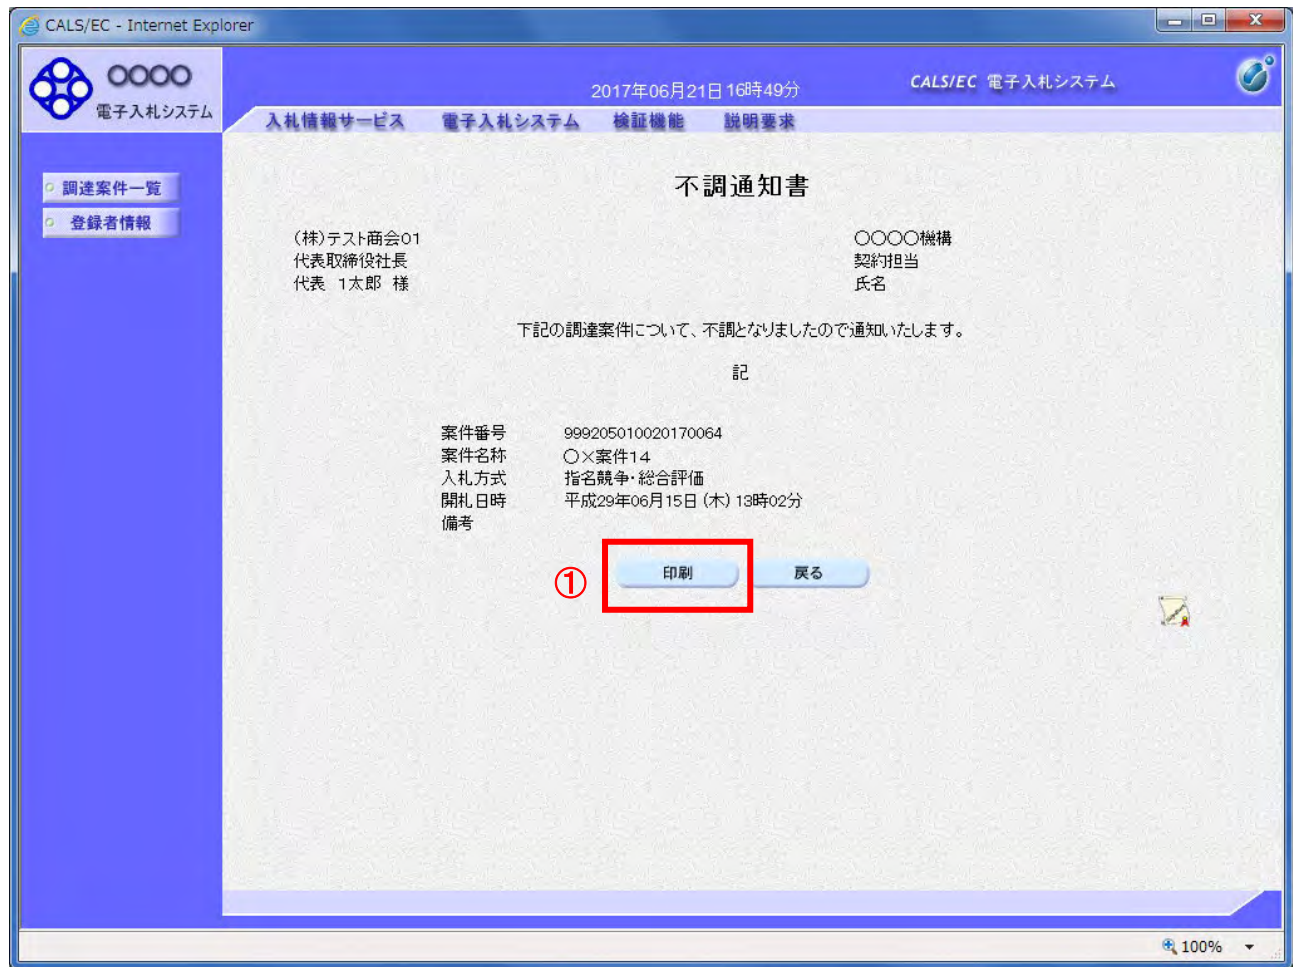 CALS/EC - Internet Explorer
〇〇〇〇
電子入札システム
2017年06月21日 16時49分
CALS/EC 電子入札システム
入札情報サービス 電子入札システム 検証機能 説明要求
調達案件一覧
登録者情報
不調通知書
(株)テスト商会01
代表取締役社長
代表 1太郎 様
〇〇〇〇機構
契約担当
氏名
下記の調達案件について、不調となりましたので通知いたします。
記
案件番号 999205010020170064
案件名称 〇×案件14
入札方式 指名競争・総合評価
開札日時 平成29年06月15日(木) 13時02分
備考
① 印刷 戻る
100%